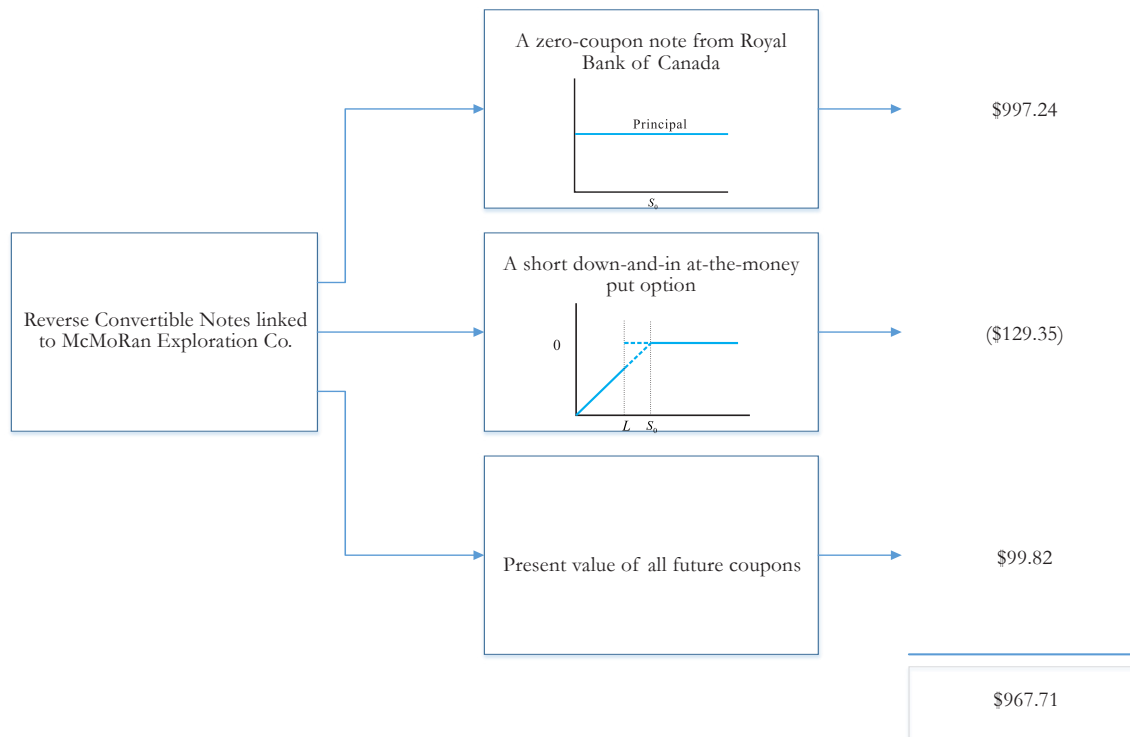 A zero-coupon note from Royal
Bank of Canada
Principal
S₀
$997.24
Reverse Convertible Notes linked
to McMoRan Exploration Co.
A short down-and-in at-the-money
put option
0
L S₀
($129.35)
Present value of all future coupons
$99.82
$967.71